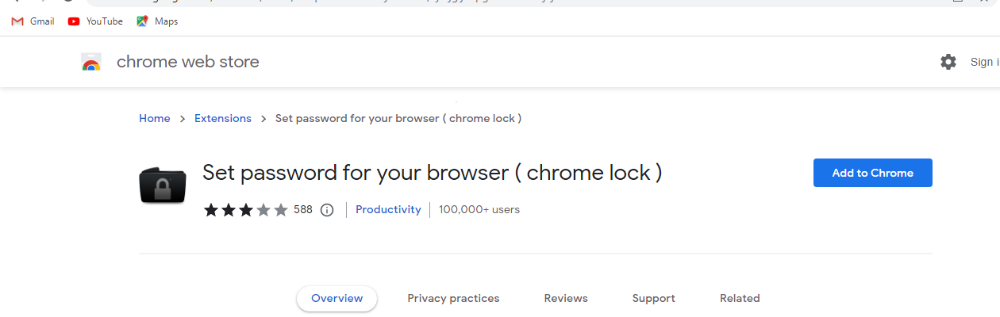 Gmail YouTube Maps
chrome web store
Home > Extensions > Set password for your browser ( chrome lock )
Set password for your browser ( chrome lock )
Add to Chrome
588 Productivity 100,000+ users
Overview Privacy practices Reviews Support Related